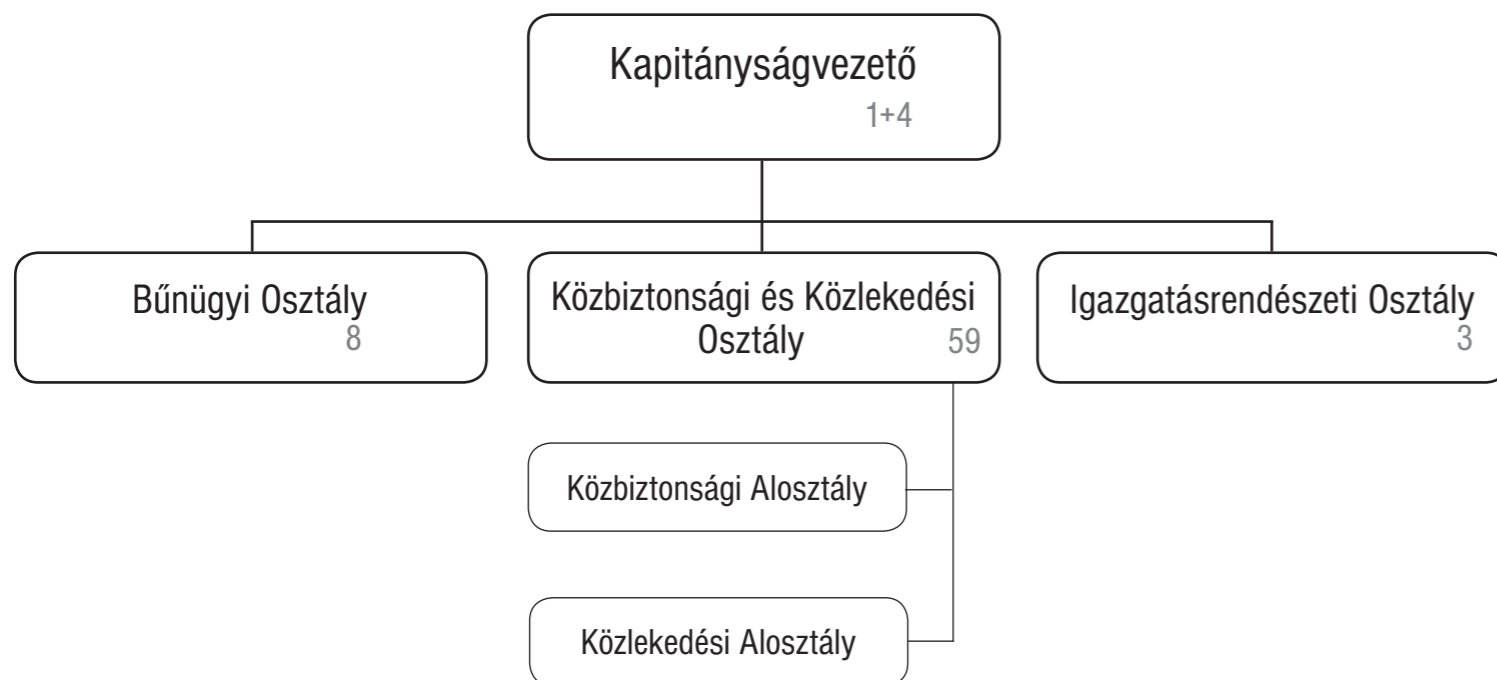 Kapitányságvezető
1+4
Bűnügyi Osztály
8
Közbiztonsági és Közlekedési
Osztály 59
Igazgatásrendészeti Osztály
3
Közbiztonsági Alosztály
Közlekedési Alosztály